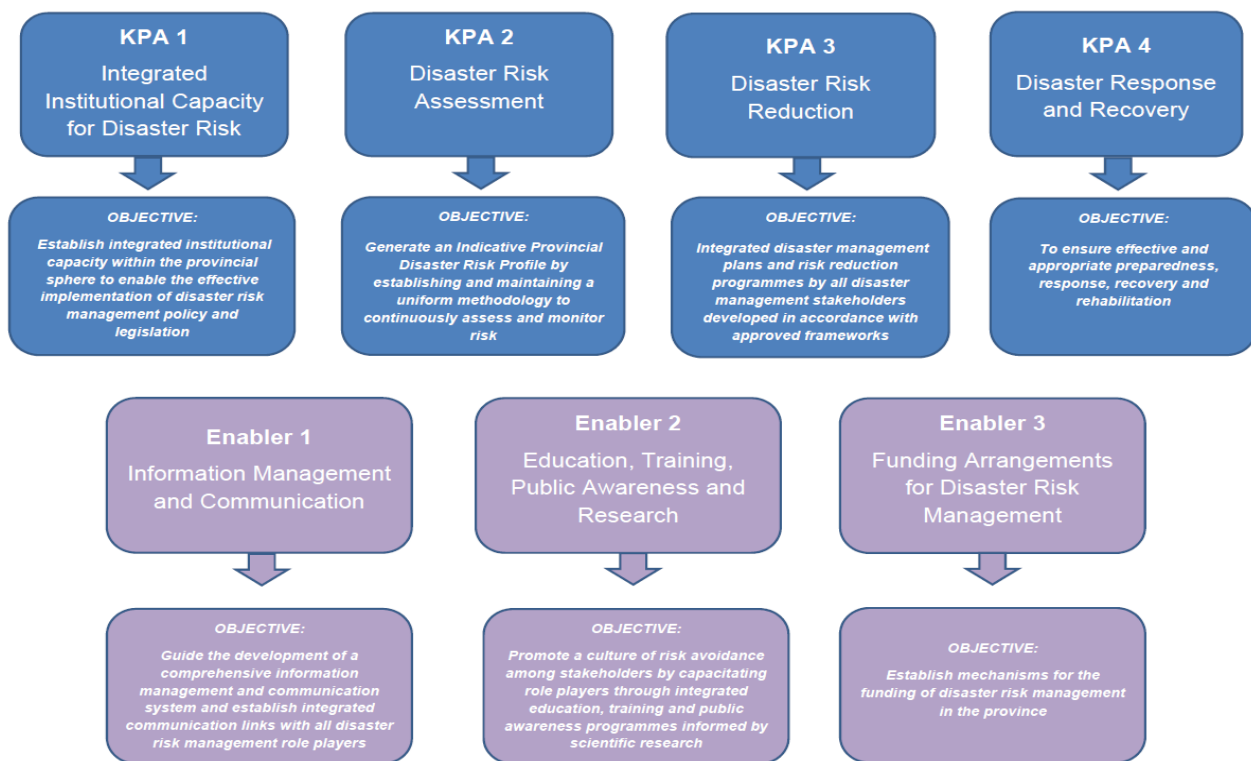 KPA 1
Integrated
Institutional Capacity
for Disaster Risk
KPA 2
Disaster Risk
Assessment
KPA 3
Disaster Risk
Reduction
KPA 4
Disaster Response
and Recovery
OBJECTIVE:
Establish integrated institutional
capacity within the provincial
sphere to enable the effective
implementation of disaster risk
management policy and
legislation
OBJECTIVE:
Generate an Indicative Provincial
Disaster Risk Profile by
establishing and maintaining a
uniform methodology to
continuously assess and monitor
risk
OBJECTIVE:
Integrated disaster management
plans and risk reduction
programmes by all disaster
management stakeholders
developed in accordance with
approved frameworks
OBJECTIVE:
To ensure effective and
appropriate preparedness,
response, recovery and
rehabilitation
Enabler 1
Information Management
and Communication
Enabler 2
Education, Training,
Public Awareness and
Research
Enabler 3
Funding Arrangements
for Disaster Risk
Management
OBJECTIVE:
Guide the development of a
comprehensive information
management and communication
system and establish integrated
communication links with all disaster
risk management role players
OBJECTIVE:
Promote a culture of risk avoidance
among stakeholders by capacitating
role players through integrated
education, training and public
awareness programmes informed by
scientific research
OBJECTIVE:
Establish mechanisms for the
funding of disaster risk management
in the province